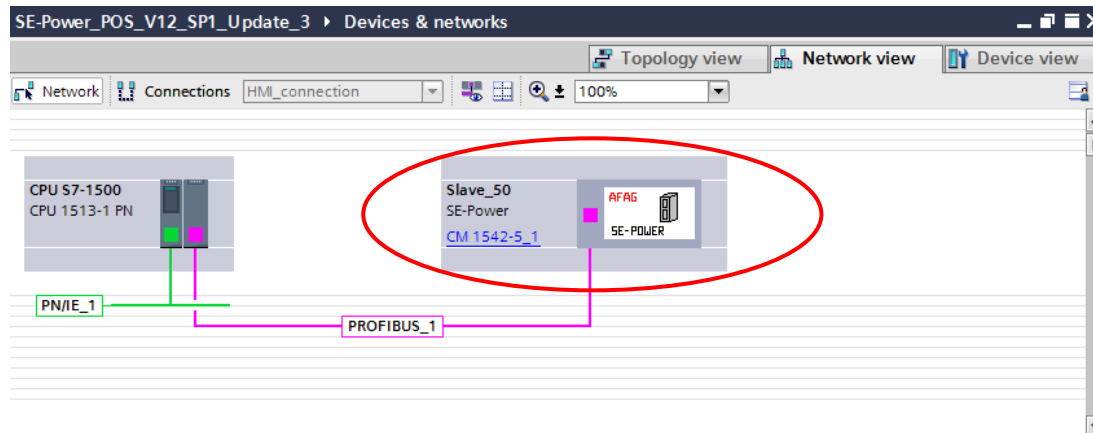 SE-Power_POS_V12_SP1_Update_3 ▸ Devices & networks
Topology view Network view Device view
Network Connections HMI_connection 100%
CPU S7-1500
CPU 1513-1 PN
Slave_50
SE-Power
CM 1542-5_1
AFAG
SE-POWER
PN/IE_1
PROFIBUS_1